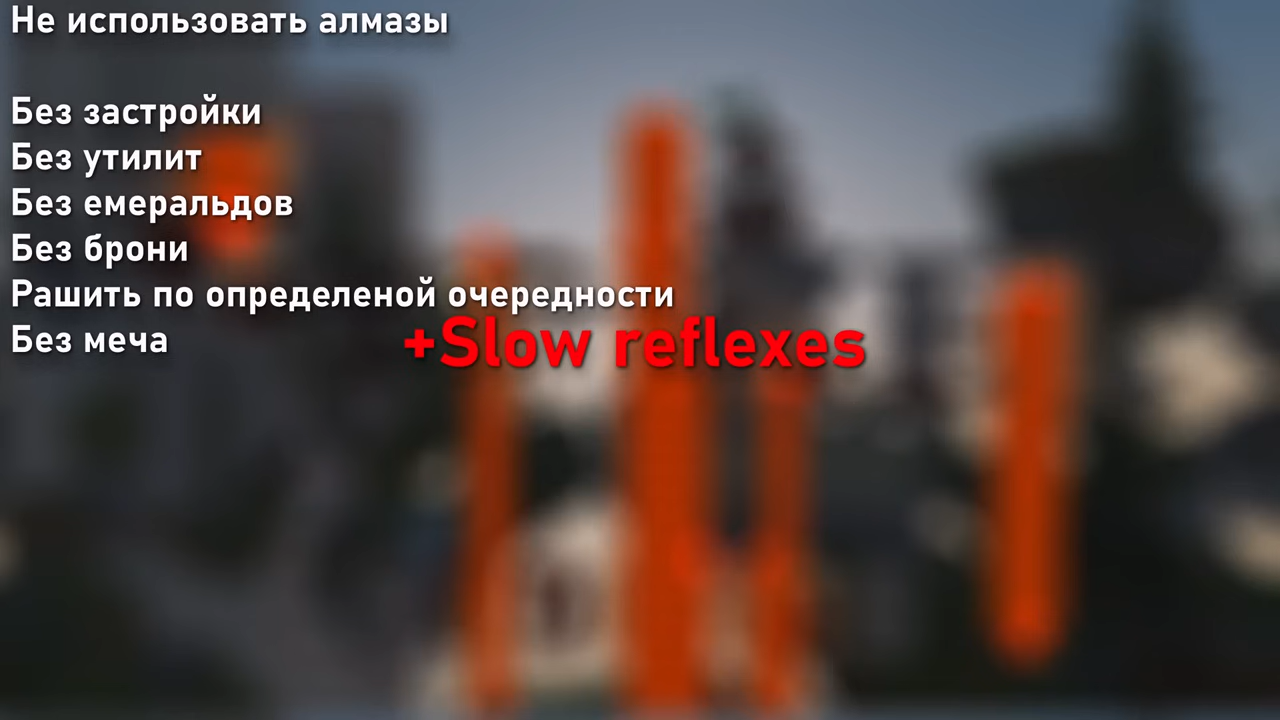 Не использовать алмазы
Без застройки
Без утилит
Без емеральдов
Без брони
Рашить по определеной очередности
Без меча
+Slow reflexes